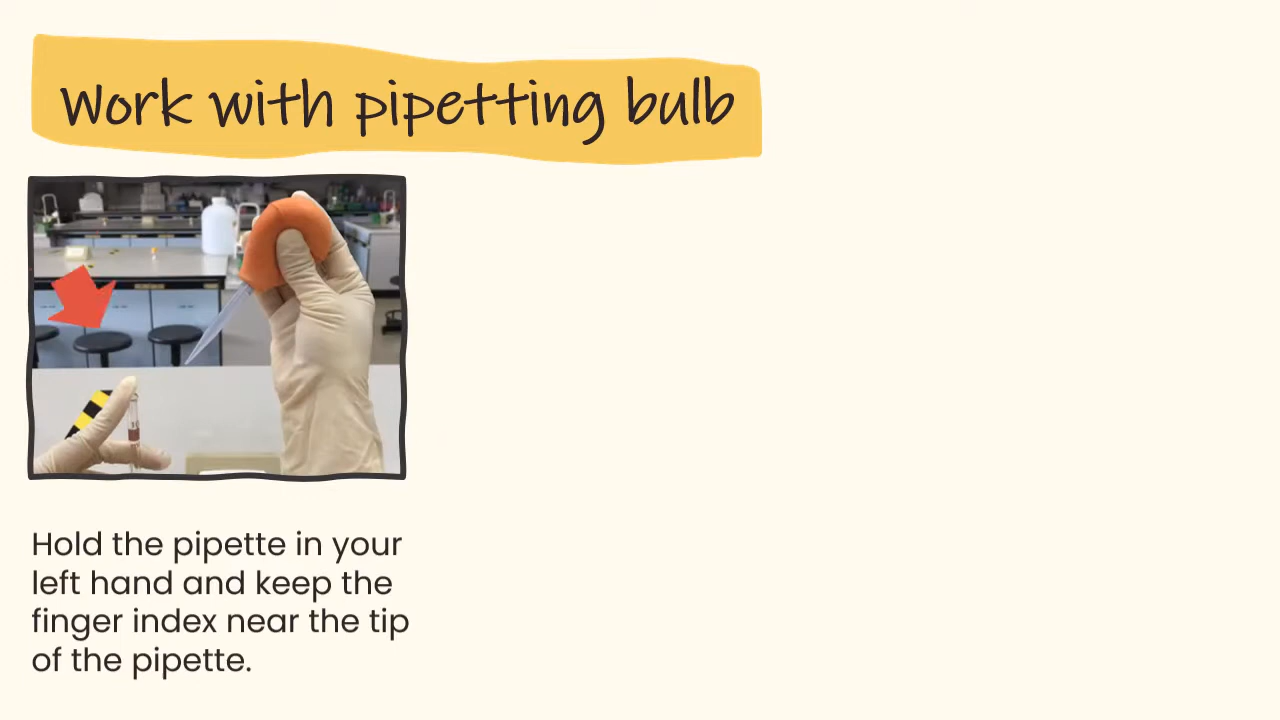 Work with pipetting bulb
Hold the pipette in your
left hand and keep the
finger index near the tip
of the pipette.